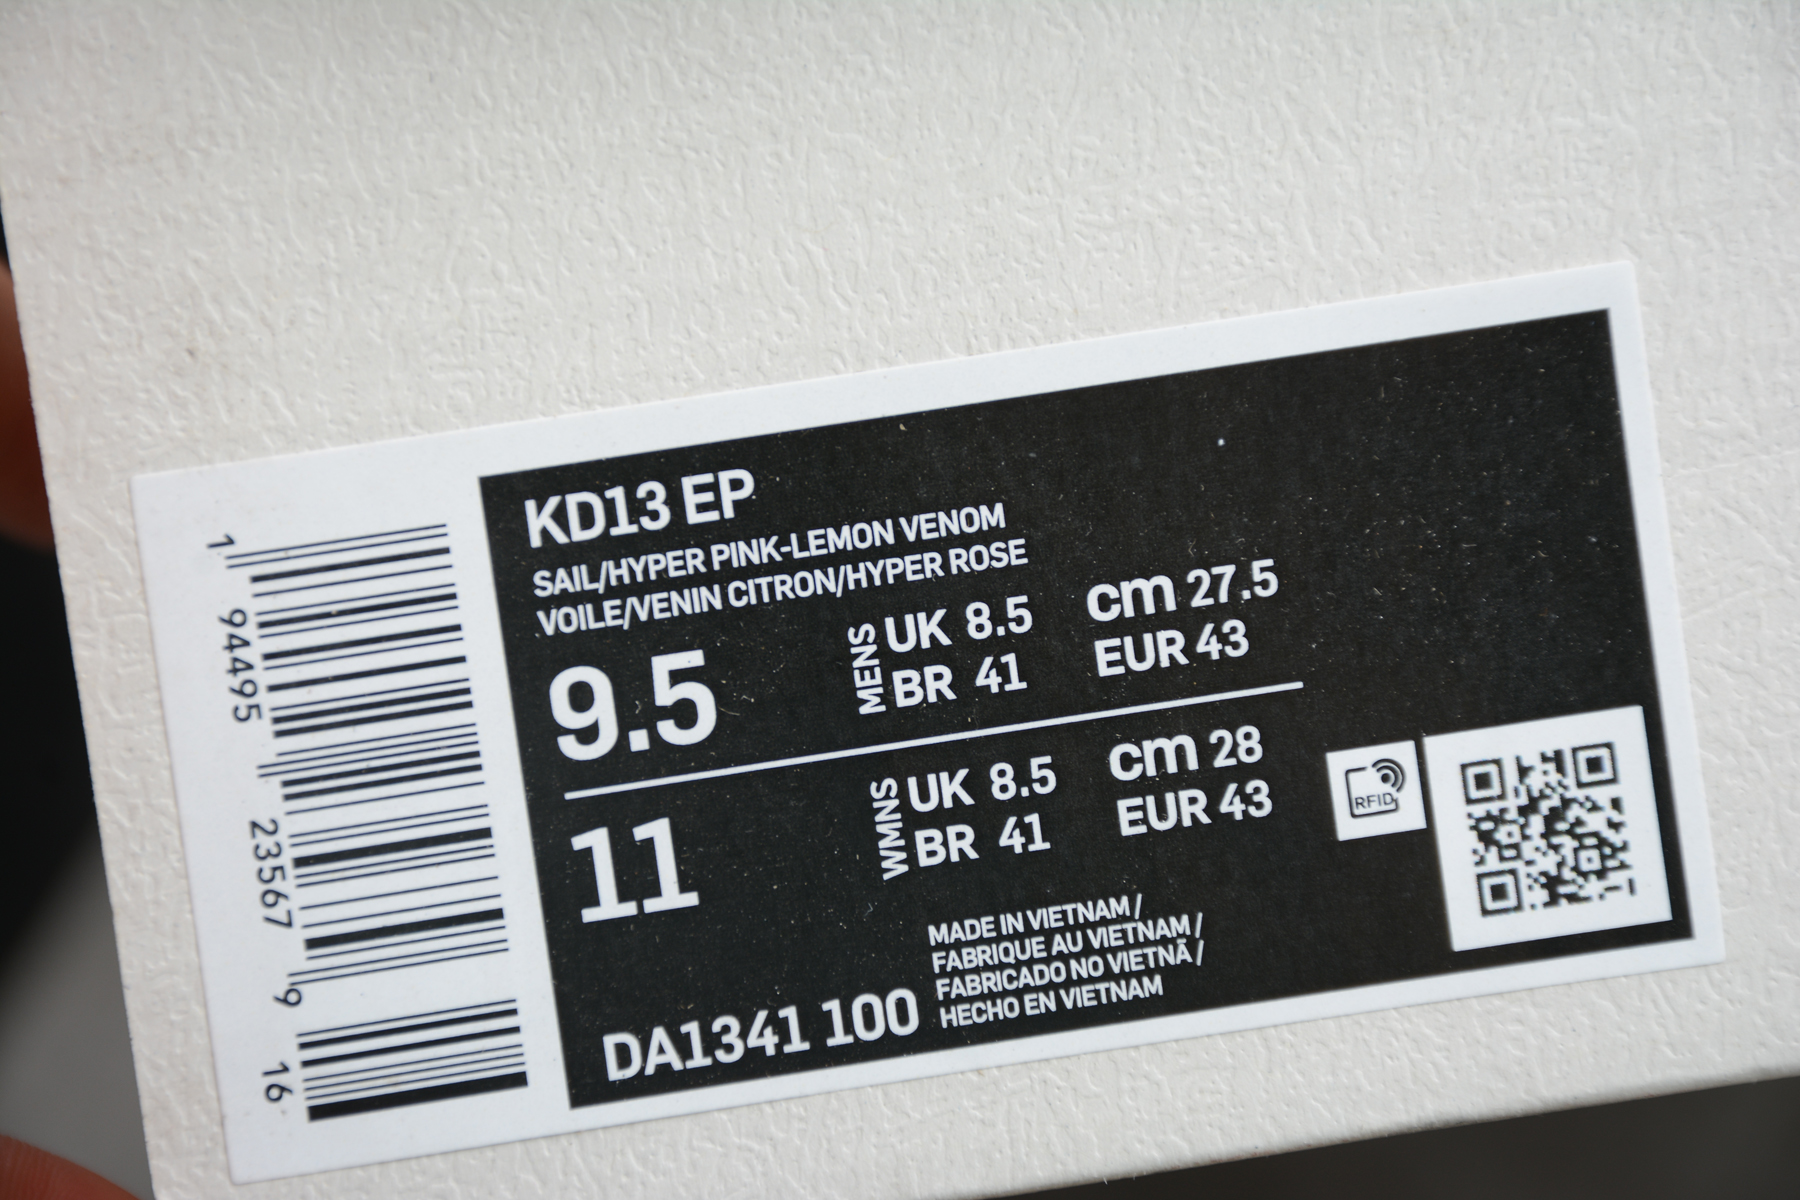 KD13 EP
SAIL/HYPER PINK-LEMON VENOM
VOILE/VENIN CITRON/HYPER ROSE
9.5
MENS
UK 8.5
BR 41
cm 27.5
EUR 43
11
WMNS
UK 8.5
BR 41
cm 28
EUR 43
RFID
MADE IN VIETNAM /
FABRIQUE AU VIETNAM /
FABRICADO NO VIETNÃ /
HECHO EN VIETNAM
DA1341 100
1 94495 23567 9 16